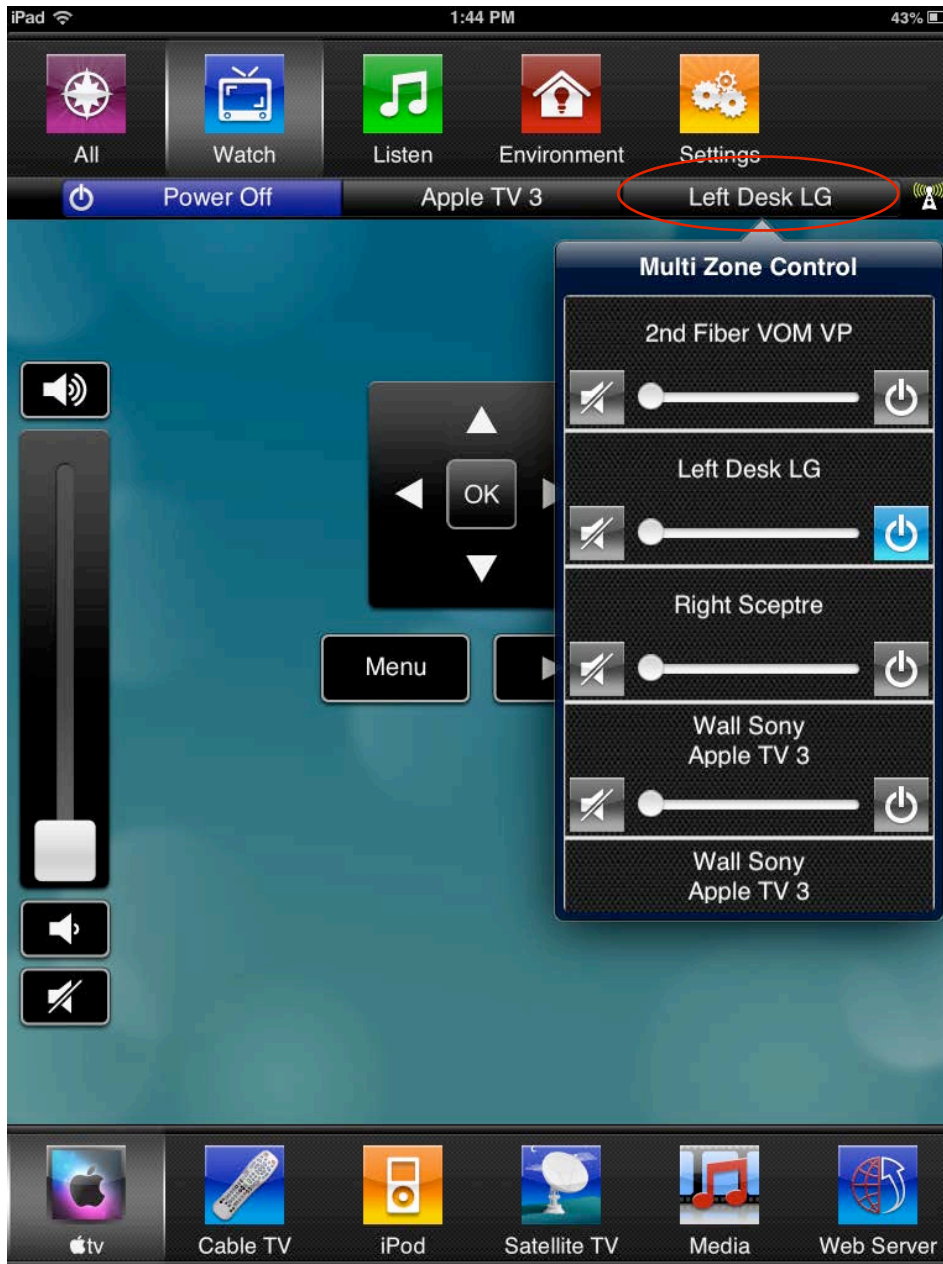 iPad 1:44 PM 43%
All Watch Listen Environment Settings
Power Off Apple TV 3 Left Desk LG
Multi Zone Control
2nd Fiber VOM VP
Left Desk LG
OK
Right Sceptre
Menu
Wall Sony
Apple TV 3
Wall Sony
Apple TV 3
tv Cable TV iPod Satellite TV Media Web Server